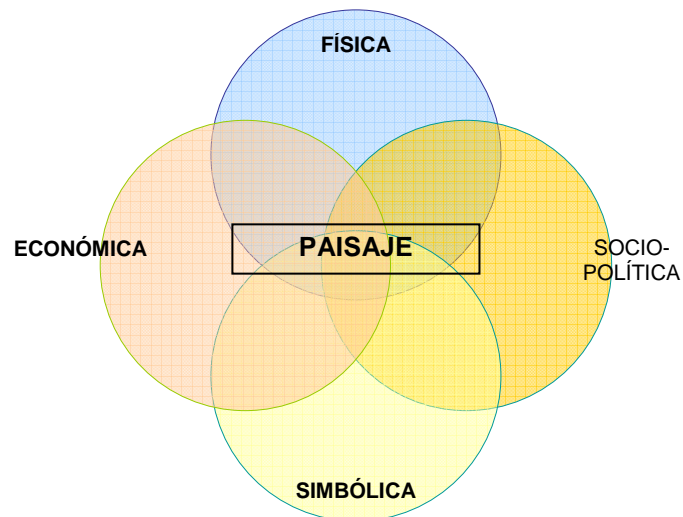 FÍSICA
ECONÓMICA
PAISAJE
SOCIO-
POLÍTICA
SIMBÓLICA